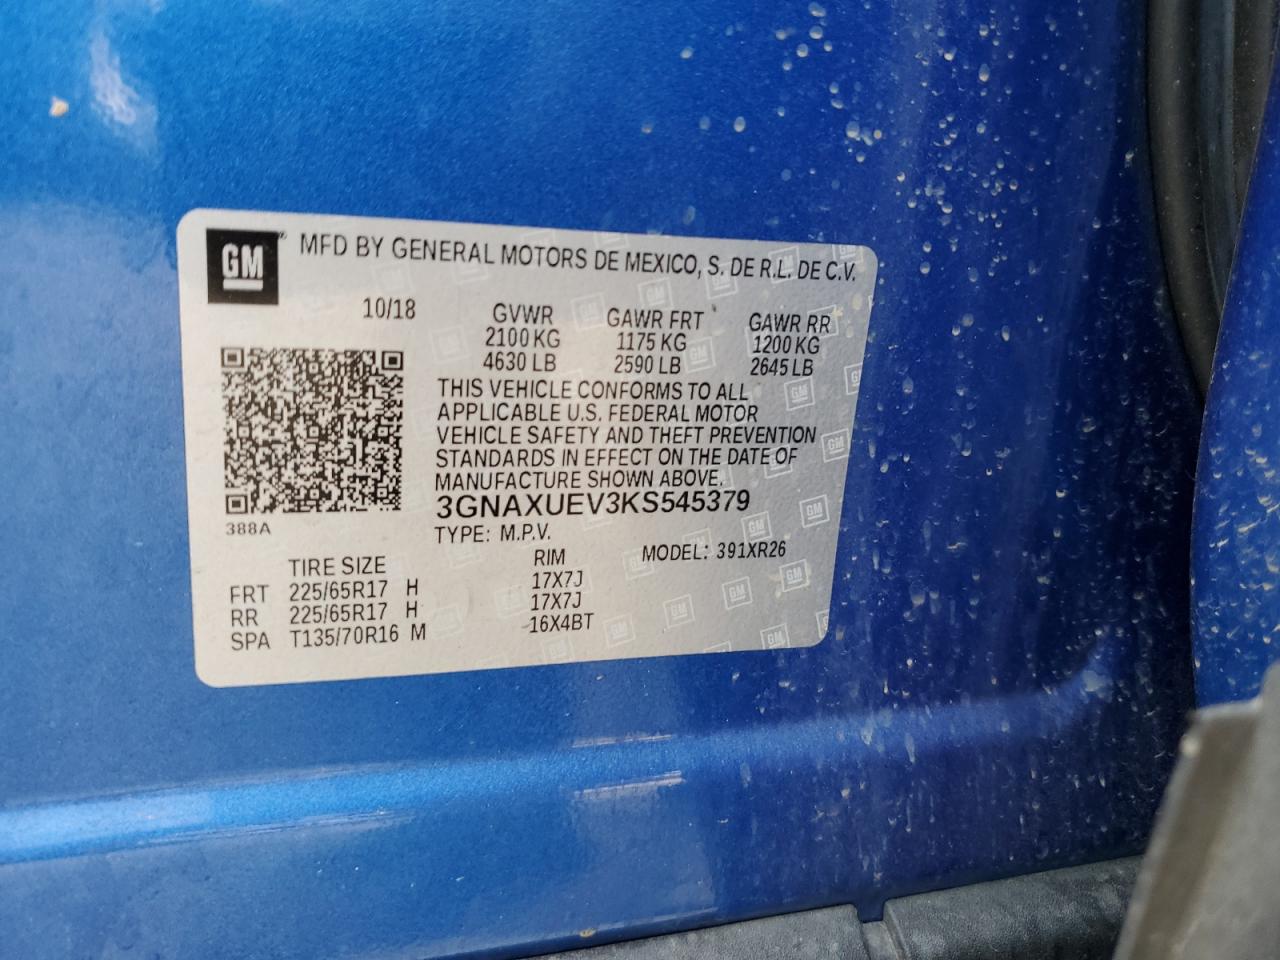 GM ® MFD BY GENERAL MOTORS DE MEXICO, S. DE R.L. DE C.V.
10/18 GVWR GAWR FRT GAWR RR
2100 KG 1175 KG 1200 KG
4630 LB 2590 LB 2645 LB
THIS VEHICLE CONFORMS TO ALL
APPLICABLE U.S. FEDERAL MOTOR
VEHICLE SAFETY AND THEFT PREVENTION
STANDARDS IN EFFECT ON THE DATE OF
MANUFACTURE SHOWN ABOVE.
3GNAXUEV3KS545379
388A
TYPE: M.P.V.
MODEL: 391XR26
TIRE SIZE RIM
FRT 225/65R17 H 17X7J
RR 225/65R17 H 17X7J
SPA T135/70R16 M 16X4BT